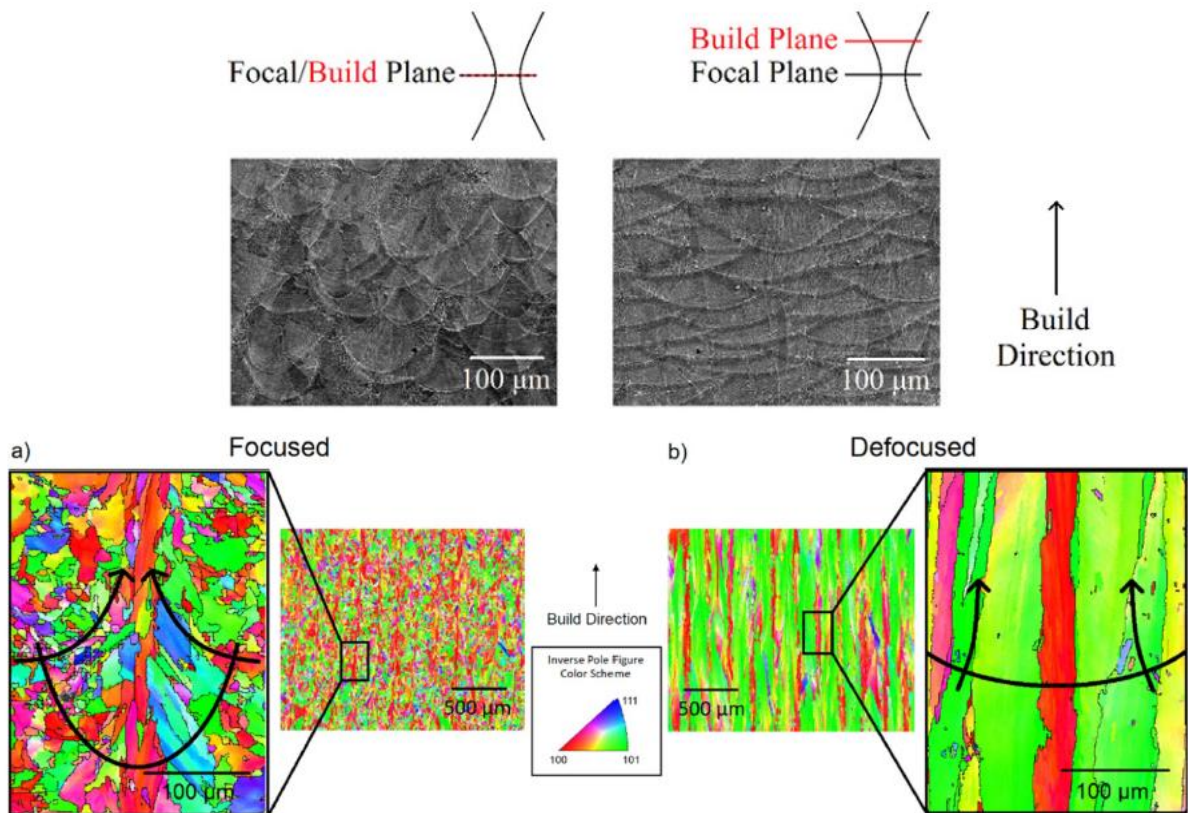 Focal/Build Plane
Build Plane
Focal Plane
100 μm
100 μm
Build
Direction
a)
Focused
b)
Defocused
100 μm
500 μm
Build Direction
Inverse Pole Figure
Color Scheme
111
100
101
500 μm
100 μm